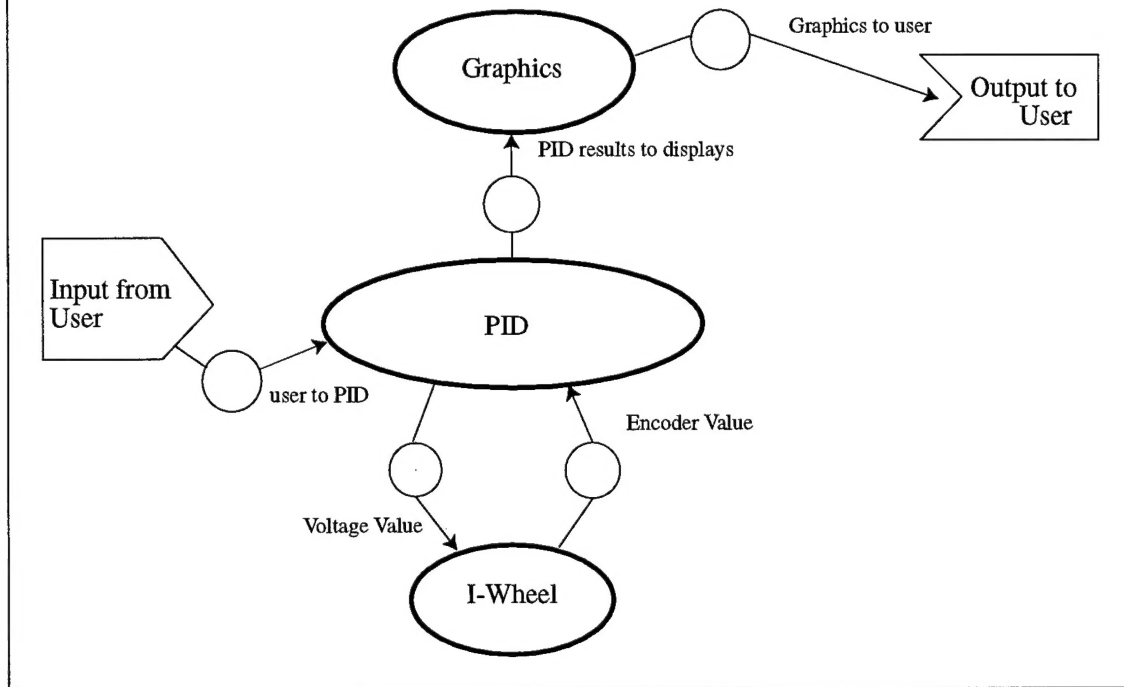 Graphics to user
Graphics
Output to
User
PID results to displays
Input from
User
PID
user to PID
Encoder Value
Voltage Value
I-Wheel